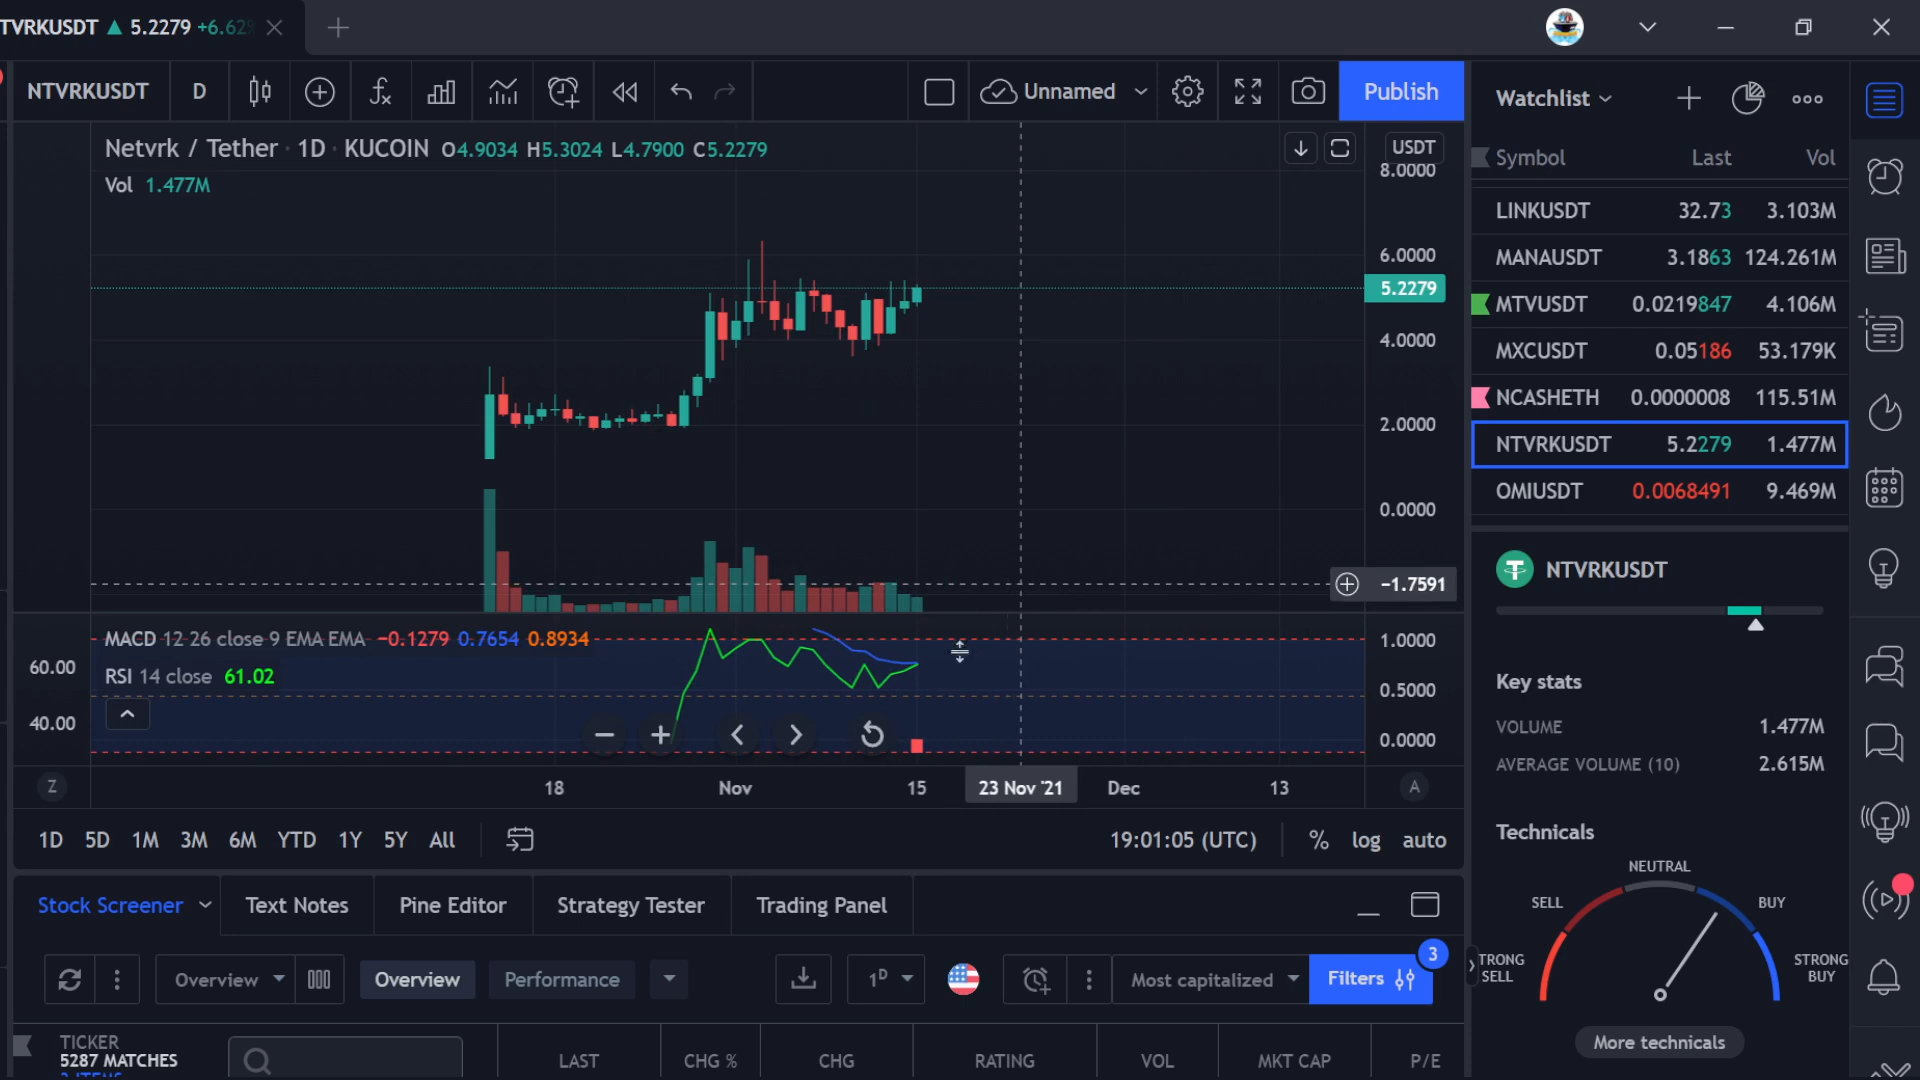 TVRKUSDT ▲ 5.2279 +6.62%
NTVRKUSDT D Unnamed Publish
Netvrk / Tether · 1D · KUCOIN O4.9034 H5.3024 L4.7900 C5.2279
Vol 1.477M
USDT
8.0000
6.0000
5.2279
4.0000
2.0000
0.0000
−1.7591
MACD 12 26 close 9 EMA EMA −0.1279 0.7654 0.8934
RSI 14 close 61.02
60.00
40.00
1.0000
0.5000
0.0000
Z 18 Nov 15 23 Nov '21 Dec 13 A
1D 5D 1M 3M 6M YTD 1Y 5Y All 19:01:05 (UTC) % log auto
Stock Screener Text Notes Pine Editor Strategy Tester Trading Panel
Overview Overview Performance 1D Most capitalized Filters 3
TICKER LAST CHG % CHG RATING VOL MKT CAP P/E
5287 MATCHES
Watchlist
Symbol Last Vol
LINKUSDT 32.73 3.103M
MANAUSDT 3.1863 124.261M
MTVUSDT 0.0219847 4.106M
MXCUSDT 0.05186 53.179K
NCASHETH 0.0000008 115.51M
NTVRKUSDT 5.2279 1.477M
OMIUSDT 0.0068491 9.469M
NTVRKUSDT
Key stats
VOLUME 1.477M
AVERAGE VOLUME (10) 2.615M
Technicals
NEUTRAL
SELL BUY
TRONG SELL
STRONG BUY
More technicals